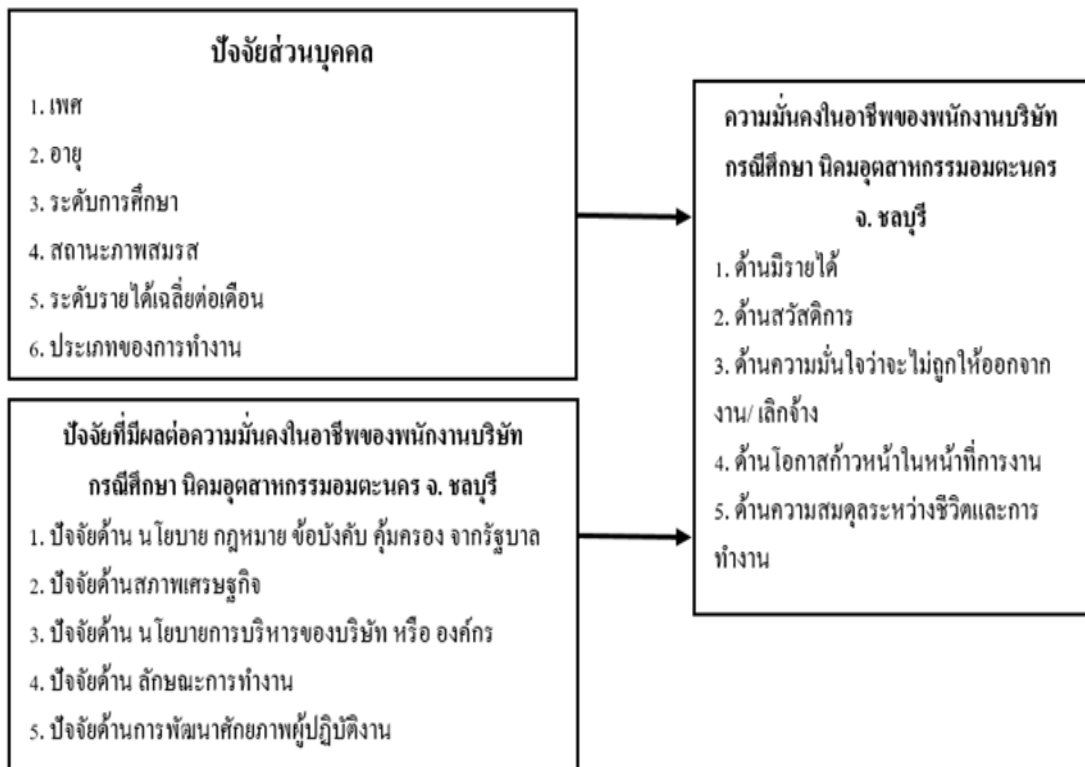 ปัจจัยส่วนบุคคล
1. เพศ
2. อายุ
3. ระดับการศึกษา
4. สถานะภาพสมรส
5. ระดับรายได้เฉลี่ยต่อเดือน
6. ประเภทของการทำงาน
ปัจจัยที่มีผลต่อความมั่นคงในอาชีพของพนักงานบริษัท
กรณีศึกษา นิคมอุตสาหกรรมอมตะนคร จ. ชลบุรี
1. ปัจจัยด้าน นโยบาย กฎหมาย ข้อบังคับ คุ้มครอง จากรัฐบาล
2. ปัจจัยด้านสภาพเศรษฐกิจ
3. ปัจจัยด้าน นโยบายการบริหารของบริษัท หรือ องค์กร
4. ปัจจัยด้าน ลักษณะการทำงาน
5. ปัจจัยด้านการพัฒนาศักยภาพผู้ปฏิบัติงาน
ความมั่นคงในอาชีพของพนักงานบริษัท
กรณีศึกษา นิคมอุตสาหกรรมอมตะนคร
จ. ชลบุรี
1. ด้านมีรายได้
2. ด้านสวัสดิการ
3. ด้านความมั่นใจว่าจะไม่ถูกให้ออกจาก
งาน/ เลิกจ้าง
4. ด้านโอกาสก้าวหน้าในหน้าที่การงาน
5. ด้านความสมดุลระหว่างชีวิตและการ
ทำงาน